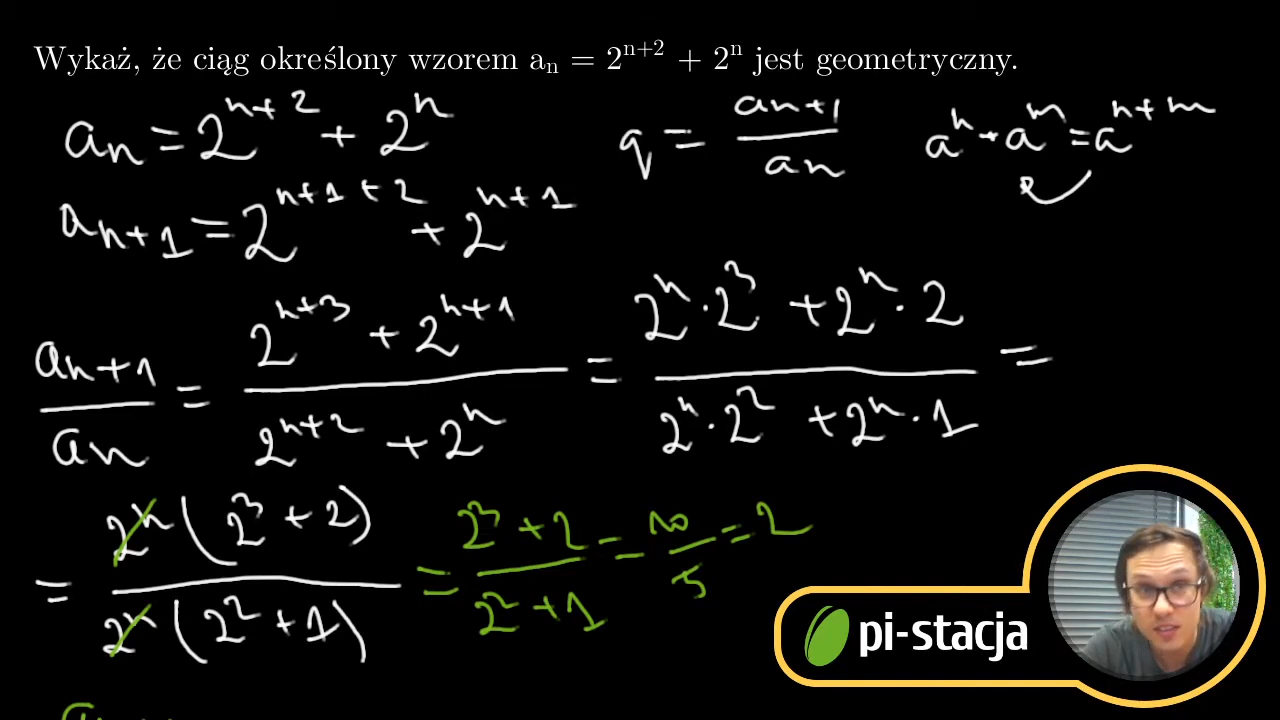 Wykaż, że ciąg określony wzorem aₙ = 2ⁿ⁺² + 2ⁿ jest geometryczny.
aₙ = 2ⁿ⁺² + 2ⁿ
q = aₙ₊₁ / aₙ
aⁿ · aᵐ = aⁿ⁺ᵐ
aₙ₊₁ = 2ⁿ⁺¹⁺² + 2ⁿ⁺¹
aₙ₊₁ / aₙ = (2ⁿ⁺³ + 2ⁿ⁺¹) / (2ⁿ⁺² + 2ⁿ) = (2ⁿ · 2³ + 2ⁿ · 2) / (2ⁿ · 2² + 2ⁿ · 1) =
= 2ⁿ(2³ + 2) / 2ⁿ(2² + 1) = (2³ + 2) / (2² + 1) = 10 / 5 = 2
pi-stacja